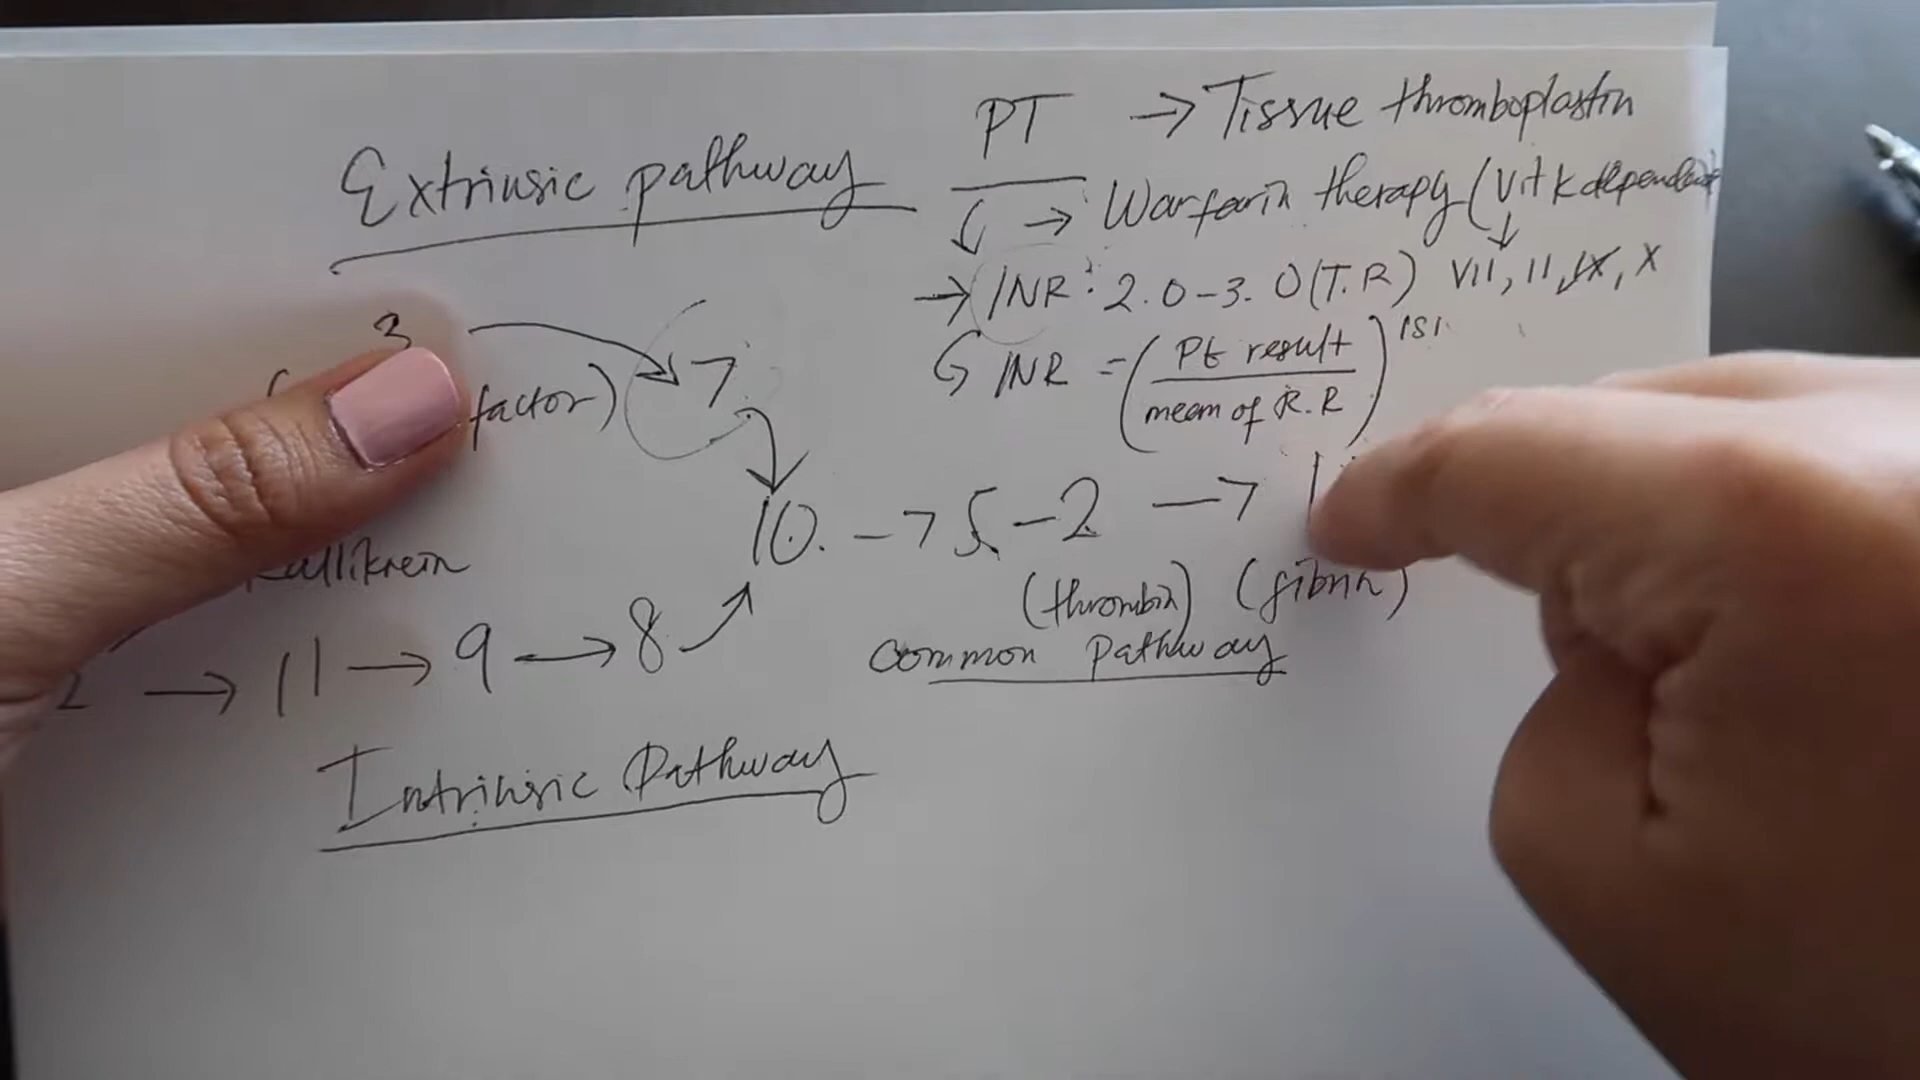 PT → Tissue thromboplastin
Extrinsic pathway
→ Warfarin therapy (Vit K dependent
→ INR: 2.0-3.0 (T.R) VII, II, IX, X
3 → 7
INR = (Pt result / mean of R.R) ISI
factor)
10. → 5 - 2 →
(thrombin) (fibrin)
Kallikrein
common Pathway
→ 11 → 9 → 8
Intrinsic Pathway